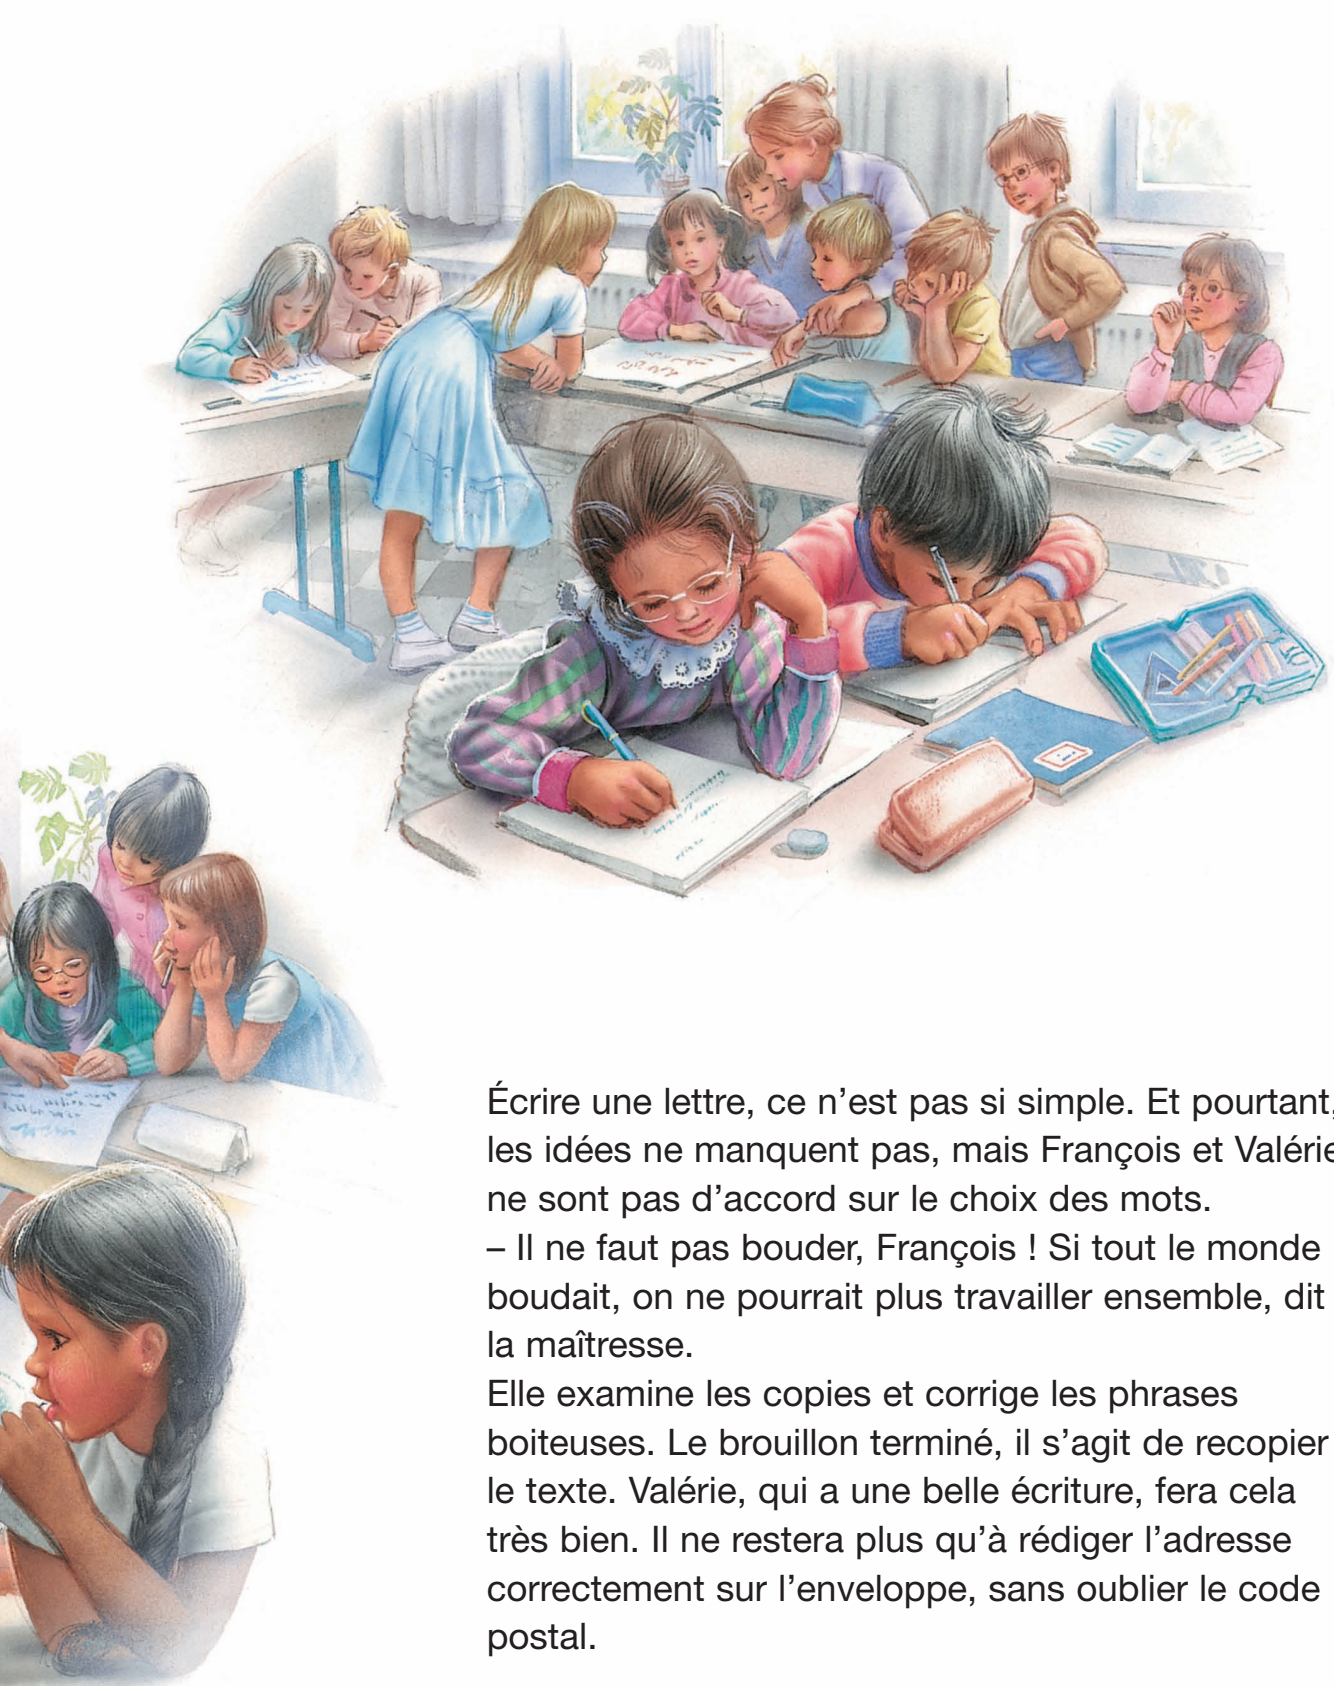 Écrire une lettre, ce n’est pas si simple. Et pourtant,
les idées ne manquent pas, mais François et Valérie
ne sont pas d’accord sur le choix des mots.
– Il ne faut pas bouder, François ! Si tout le monde
boudait, on ne pourrait plus travailler ensemble, dit
la maîtresse.
Elle examine les copies et corrige les phrases
boiteuses. Le brouillon terminé, il s’agit de recopier
le texte. Valérie, qui a une belle écriture, fera cela
très bien. Il ne restera plus qu’à rédiger l’adresse
correctement sur l’enveloppe, sans oublier le code
postal.